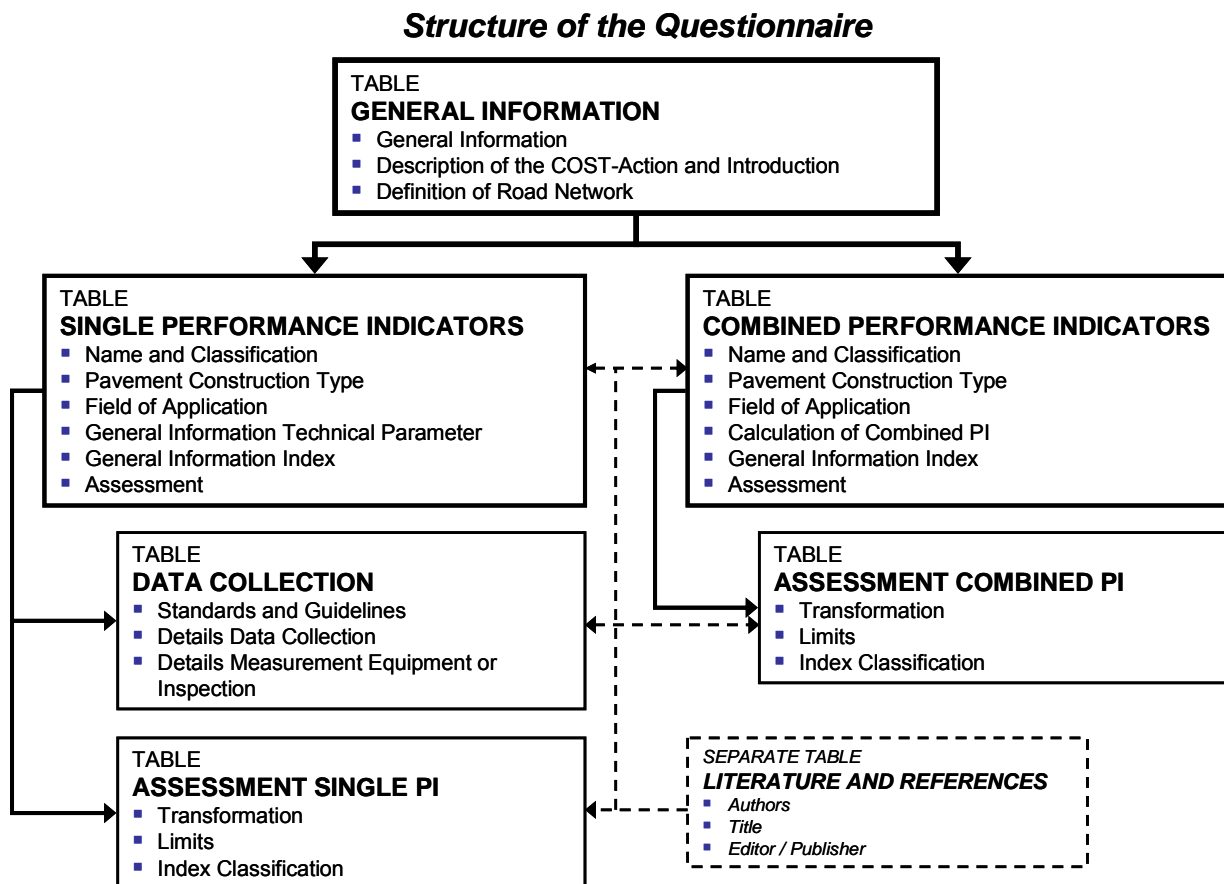 Structure of the Questionnaire
TABLE
GENERAL INFORMATION
▪ General Information
▪ Description of the COST-Action and Introduction
▪ Definition of Road Network
TABLE
SINGLE PERFORMANCE INDICATORS
▪ Name and Classification
▪ Pavement Construction Type
▪ Field of Application
▪ General Information Technical Parameter
▪ General Information Index
▪ Assessment
TABLE
COMBINED PERFORMANCE INDICATORS
▪ Name and Classification
▪ Pavement Construction Type
▪ Field of Application
▪ Calculation of Combined PI
▪ General Information Index
▪ Assessment
TABLE
DATA COLLECTION
▪ Standards and Guidelines
▪ Details Data Collection
▪ Details Measurement Equipment or
Inspection
TABLE
ASSESSMENT COMBINED PI
▪ Transformation
▪ Limits
▪ Index Classification
TABLE
ASSESSMENT SINGLE PI
▪ Transformation
▪ Limits
▪ Index Classification
SEPARATE TABLE
LITERATURE AND REFERENCES
▪ Authors
▪ Title
▪ Editor / Publisher